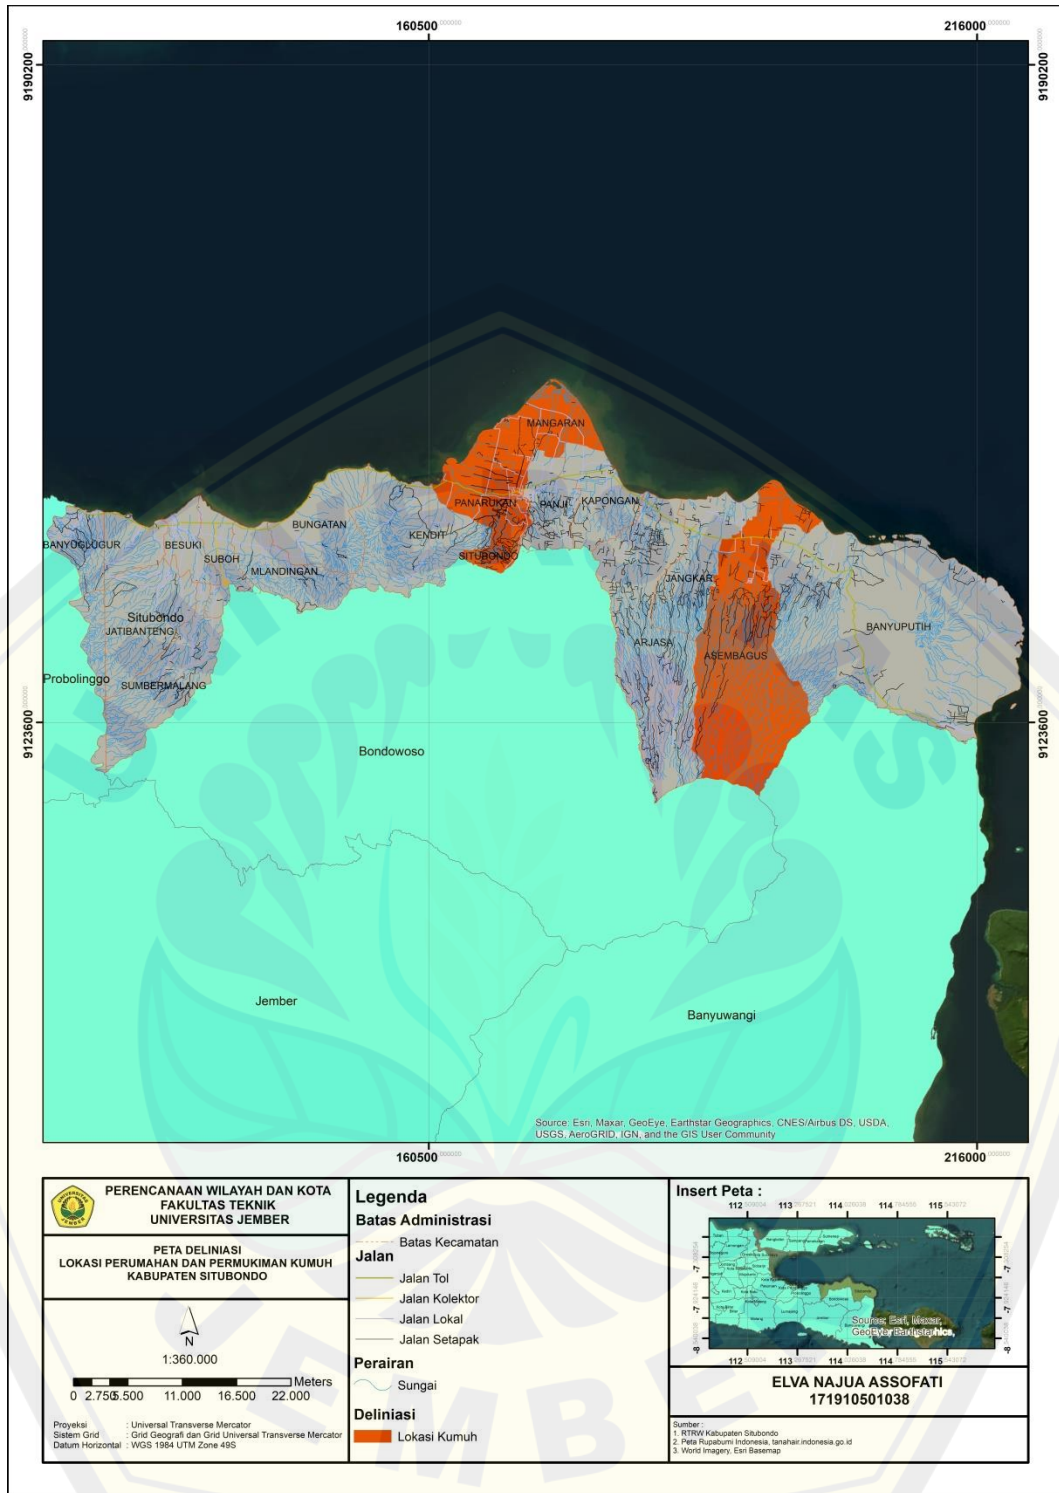 160500
216000
9190200
9190200
MANGARAN
PANARUKAN
PANJI
KAPONGAN
BUNGATAN
KENDIT
BANYUGLUGUR
BESUKI
SUBOH
MLANDINGAN
SITUBONDO
JANGKAR
Situbondo
JATIBANTENG
ARJASA
ASEMBAGUS
BANYUPUTIH
Probolinggo
SUMBERMALANG
9123600
9123600
Bondowoso
Jember
Banyuwangi
Source: Esri, Maxar, GeoEye, Earthstar Geographics, CNES/Airbus DS, USDA,
USGS, AeroGRID, IGN, and the GIS User Community
160500
216000
PERENCANAAN WILAYAH DAN KOTA
FAKULTAS TEKNIK
UNIVERSITAS JEMBER
PETA DELINIASI
LOKASI PERUMAHAN DAN PERMUKIMAN KUMUH
KABUPATEN SITUBONDO
N
1:360.000
Meters
0 2.750 5.500 11.000 16.500 22.000
Proyeksi : Universal Transverse Mercator
Sistem Grid : Grid Geografi dan Grid Universal Transverse Mercator
Datum Horizontal : WGS 1984 UTM Zone 49S
Legenda
Batas Administrasi
Batas Kecamatan
Jalan
Jalan Tol
Jalan Kolektor
Jalan Lokal
Jalan Setapak
Perairan
Sungai
Deliniasi
Lokasi Kumuh
Insert Peta :
112 113 114 114 115
Source: Esri, Maxar,
GeoEye, Earthstar
112 113 114 114 115
ELVA NAJUA ASSOFATI
171910501038
Sumber :
1. RTRW Kabupaten Situbondo
2. Peta Rupabumi Indonesia, tanahair.indonesia.go.id
3. World Imagery, Esri Basemap